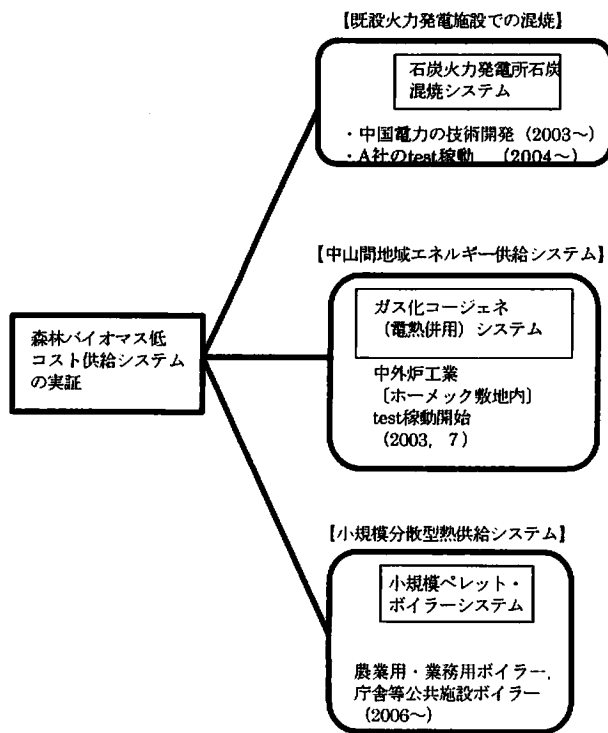 【既設火力発電施設での混焼】
石炭火力発電所石炭
混焼システム
・中国電力の技術開発（2003～）
・A社のtest稼動　（2004～）
【中山間地域エネルギー供給システム】
ガス化コージェネ
（電熱併用）システム
中外炉工業
〔ホーメック敷地内〕
test稼動開始
（2003，7）
森林バイオマス低
コスト供給システム
の実証
【小規模分散型熱供給システム】
小規模ペレット・
ボイラーシステム
農業用・業務用ボイラー，
庁舎等公共施設ボイラー
（2006～）